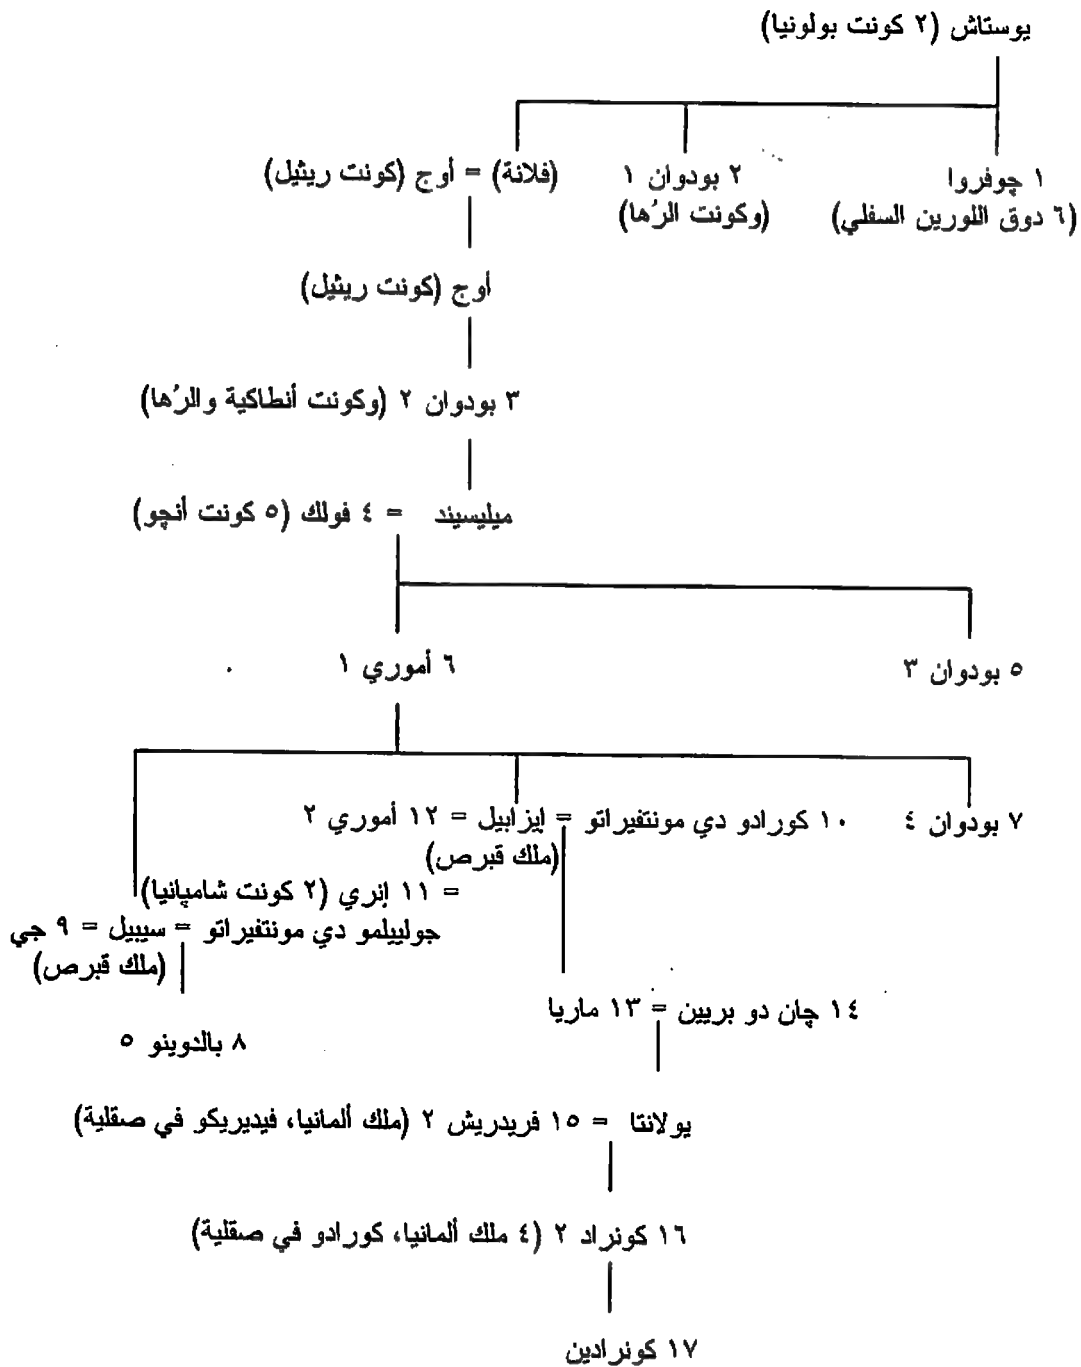 يوستاش (٢ كونت بولونيا)
١ چوفروا
(٦ دوق اللورين السفلي)
٢ بودوان ١
(وكونت الرُها)
(فلانة) = أوج (كونت ريثيل)
أوج (كونت ريثيل)
٣ بودوان ٢ (وكونت أنطاكية والرُها)
ميليسيند = ٤ فولك (٥ كونت أنچو)
٥ بودوان ٣
٦ أموري ١
٧ بودوان ٤
١٠ كورادو دي مونتفيراتو = إيزابيل = ١٢ أموري ٢
(ملك قبرص)
= ١١ إنري (٢ كونت شامپانيا)
جولييلمو دي مونتفيراتو = سيبيل = ٩ جي
(ملك قبرص)
١٤ چان دو بريين = ١٣ ماريا
٨ بالدوينو ٥
يولانتا = ١٥ فريدريش ٢ (ملك ألمانيا، فيديريكو في صقلية)
١٦ كونراد ٢ (٤ ملك ألمانيا، كورادو في صقلية)
١٧ كونرادين